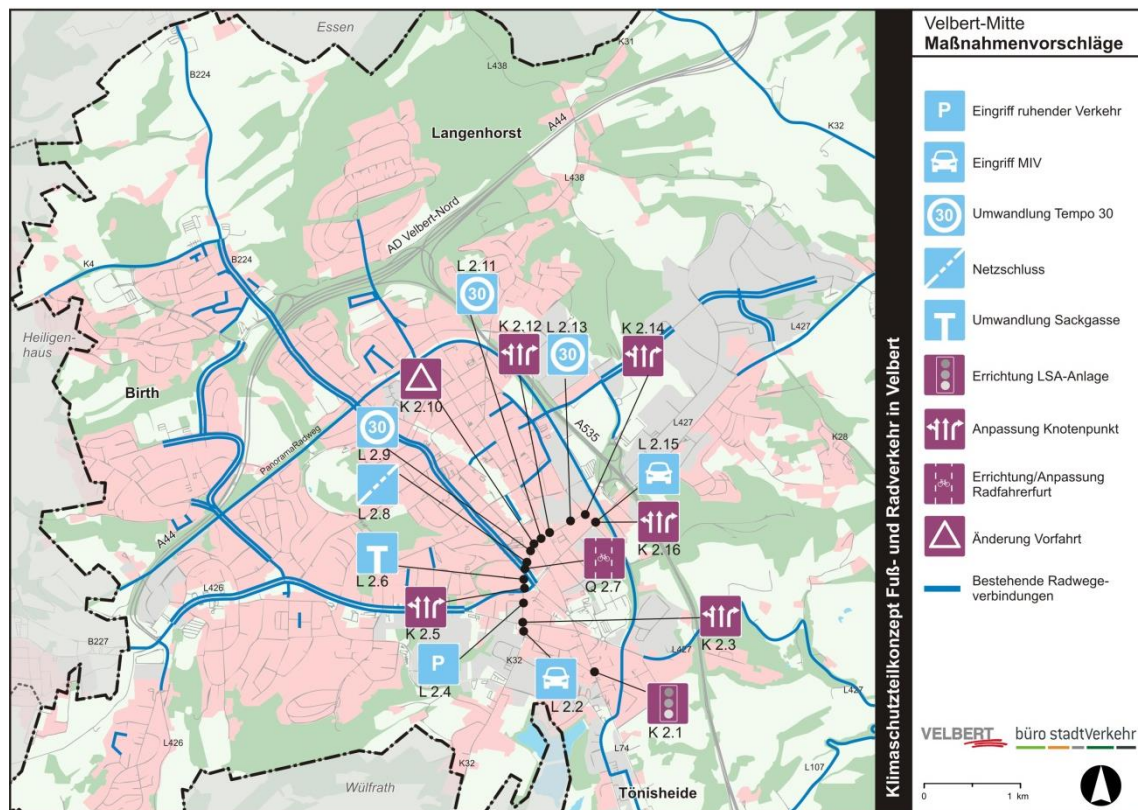 Essen
K31
L438
B224
K32
A44
Langenhorst
L438
AD Velbert-Nord
K4
B224
L 2.11
30
L427
K 2.12
L 2.13
K 2.14
30
Heiligen-
haus
Birth
K 2.10
L427
A535
K28
30
L 2.9
PanoramaRadweg
L 2.15
L 2.8
K 2.16
A44
T
L 2.6
Q 2.7
L426
K 2.5
K 2.3
B227
P
L 2.4
K32
L 2.2
L427
L427
K 2.1
L426
K32
L74
L107
Wülfrath
Tönisheide
Klimaschutzteilkonzept Fuß- und Radverkehr in Velbert
Velbert-Mitte
Maßnahmenvorschläge
P Eingriff ruhender Verkehr
Eingriff MIV
30 Umwandlung Tempo 30
Netzschluss
T Umwandlung Sackgasse
Errichtung LSA-Anlage
Anpassung Knotenpunkt
Errichtung/Anpassung
Radfahrerfurt
Änderung Vorfahrt
Bestehende Radwege-
verbindungen
VELBERT büro stadtVerkehr
0 1 km